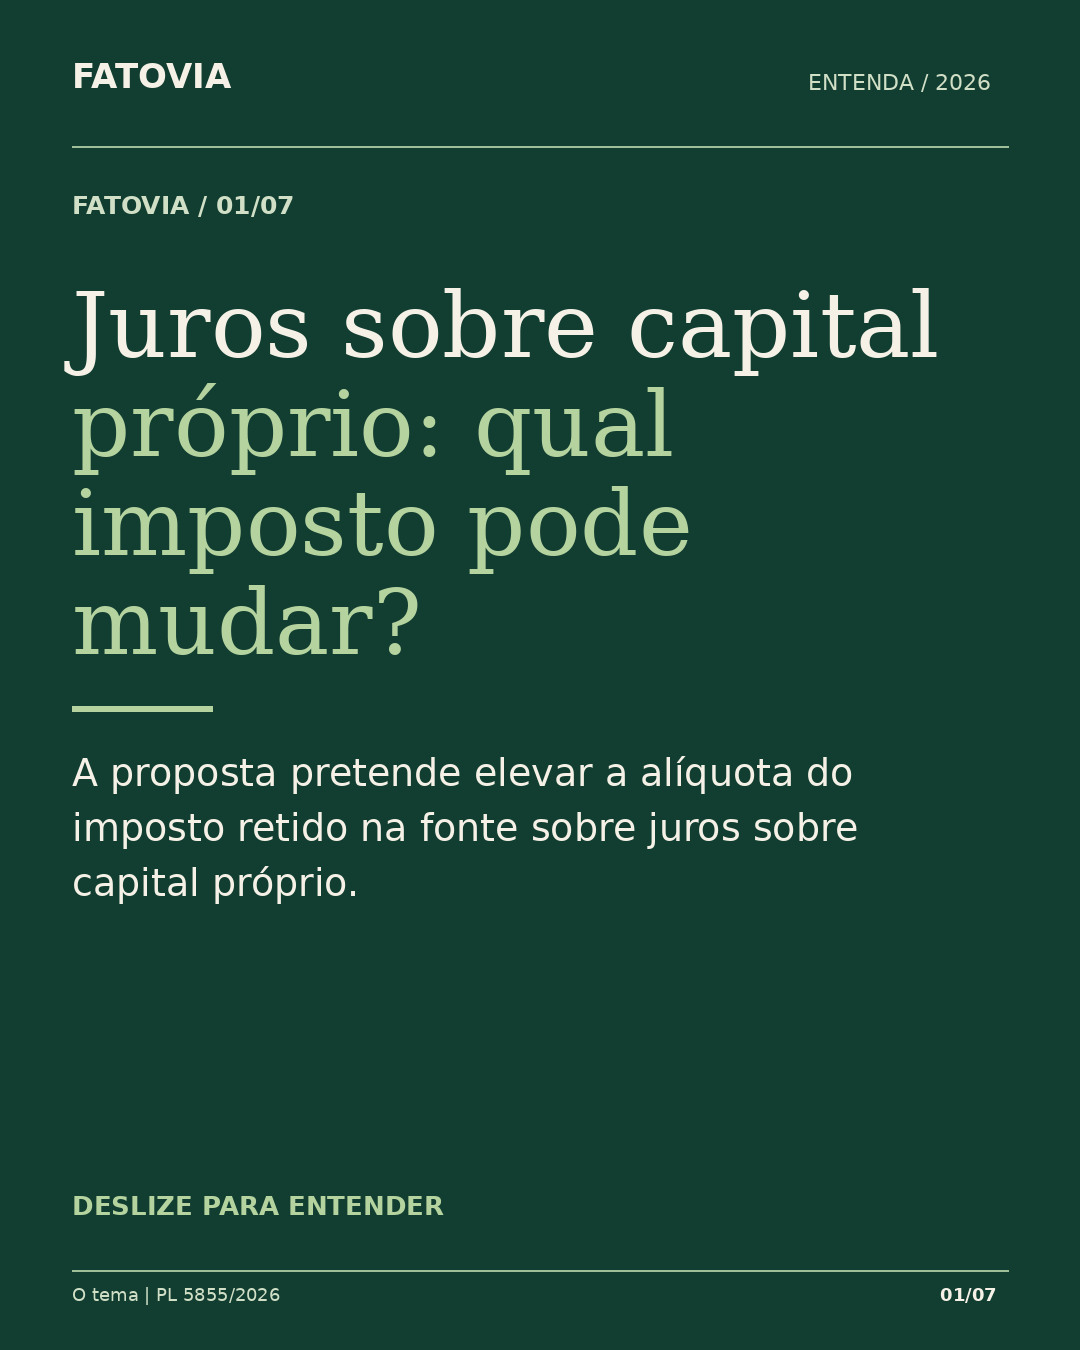 FATOVIA
ENTENDA / 2026
FATOVIA / 01/07
Juros sobre capital
próprio: qual
imposto pode
mudar?
A proposta pretende elevar a alíquota do
imposto retido na fonte sobre juros sobre
capital próprio.
DESLIZE PARA ENTENDER
O tema | PL 5855/2026
01/07